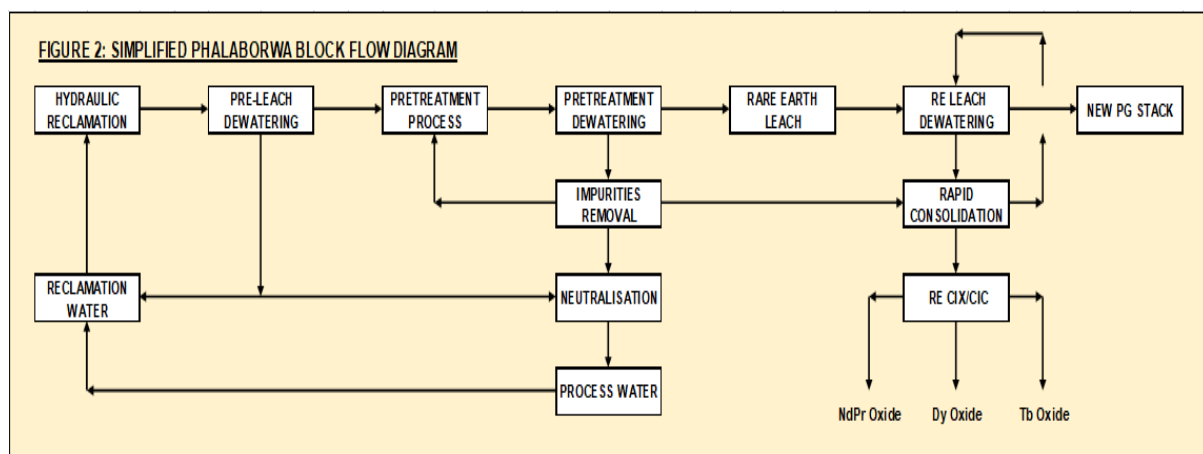 FIGURE 2: SIMPLIFIED PHALABORWA BLOCK FLOW DIAGRAM
HYDRAULIC
RECLAMATION
PRE-LEACH
DEWATERING
PRETREATMENT
PROCESS
PRETREATMENT
DEWATERING
RARE EARTH
LEACH
RE LEACH
DEWATERING
NEW PG STACK
IMPURITIES
REMOVAL
RAPID
CONSOLIDATION
RECLAMATION
WATER
NEUTRALISATION
RE CIX/CIC
PROCESS WATER
NdPr Oxide
Dy Oxide
Tb Oxide